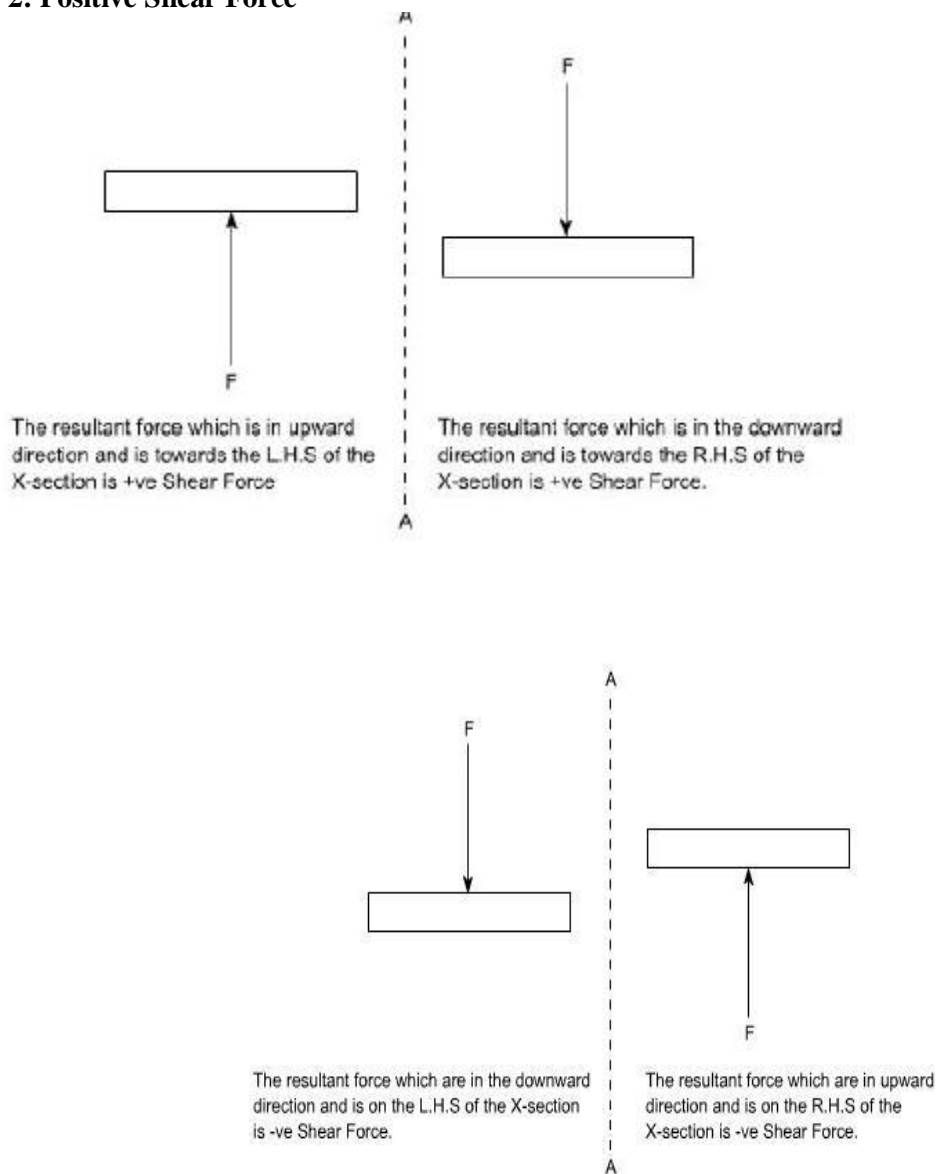 2. Positive Shear Force
A
F
F
The resultant force which is in upward
direction and is towards the L.H.S of the
X-section is +ve Shear Force
The resultant force which is in the downward
direction and is towards the R.H.S of the
X-section is +ve Shear Force.
A
A
F
F
The resultant force which are in the downward
direction and is on the L.H.S of the X-section
is -ve Shear Force.
The resultant force which are in upward
direction and is on the R.H.S of the
X-section is -ve Shear Force.
A